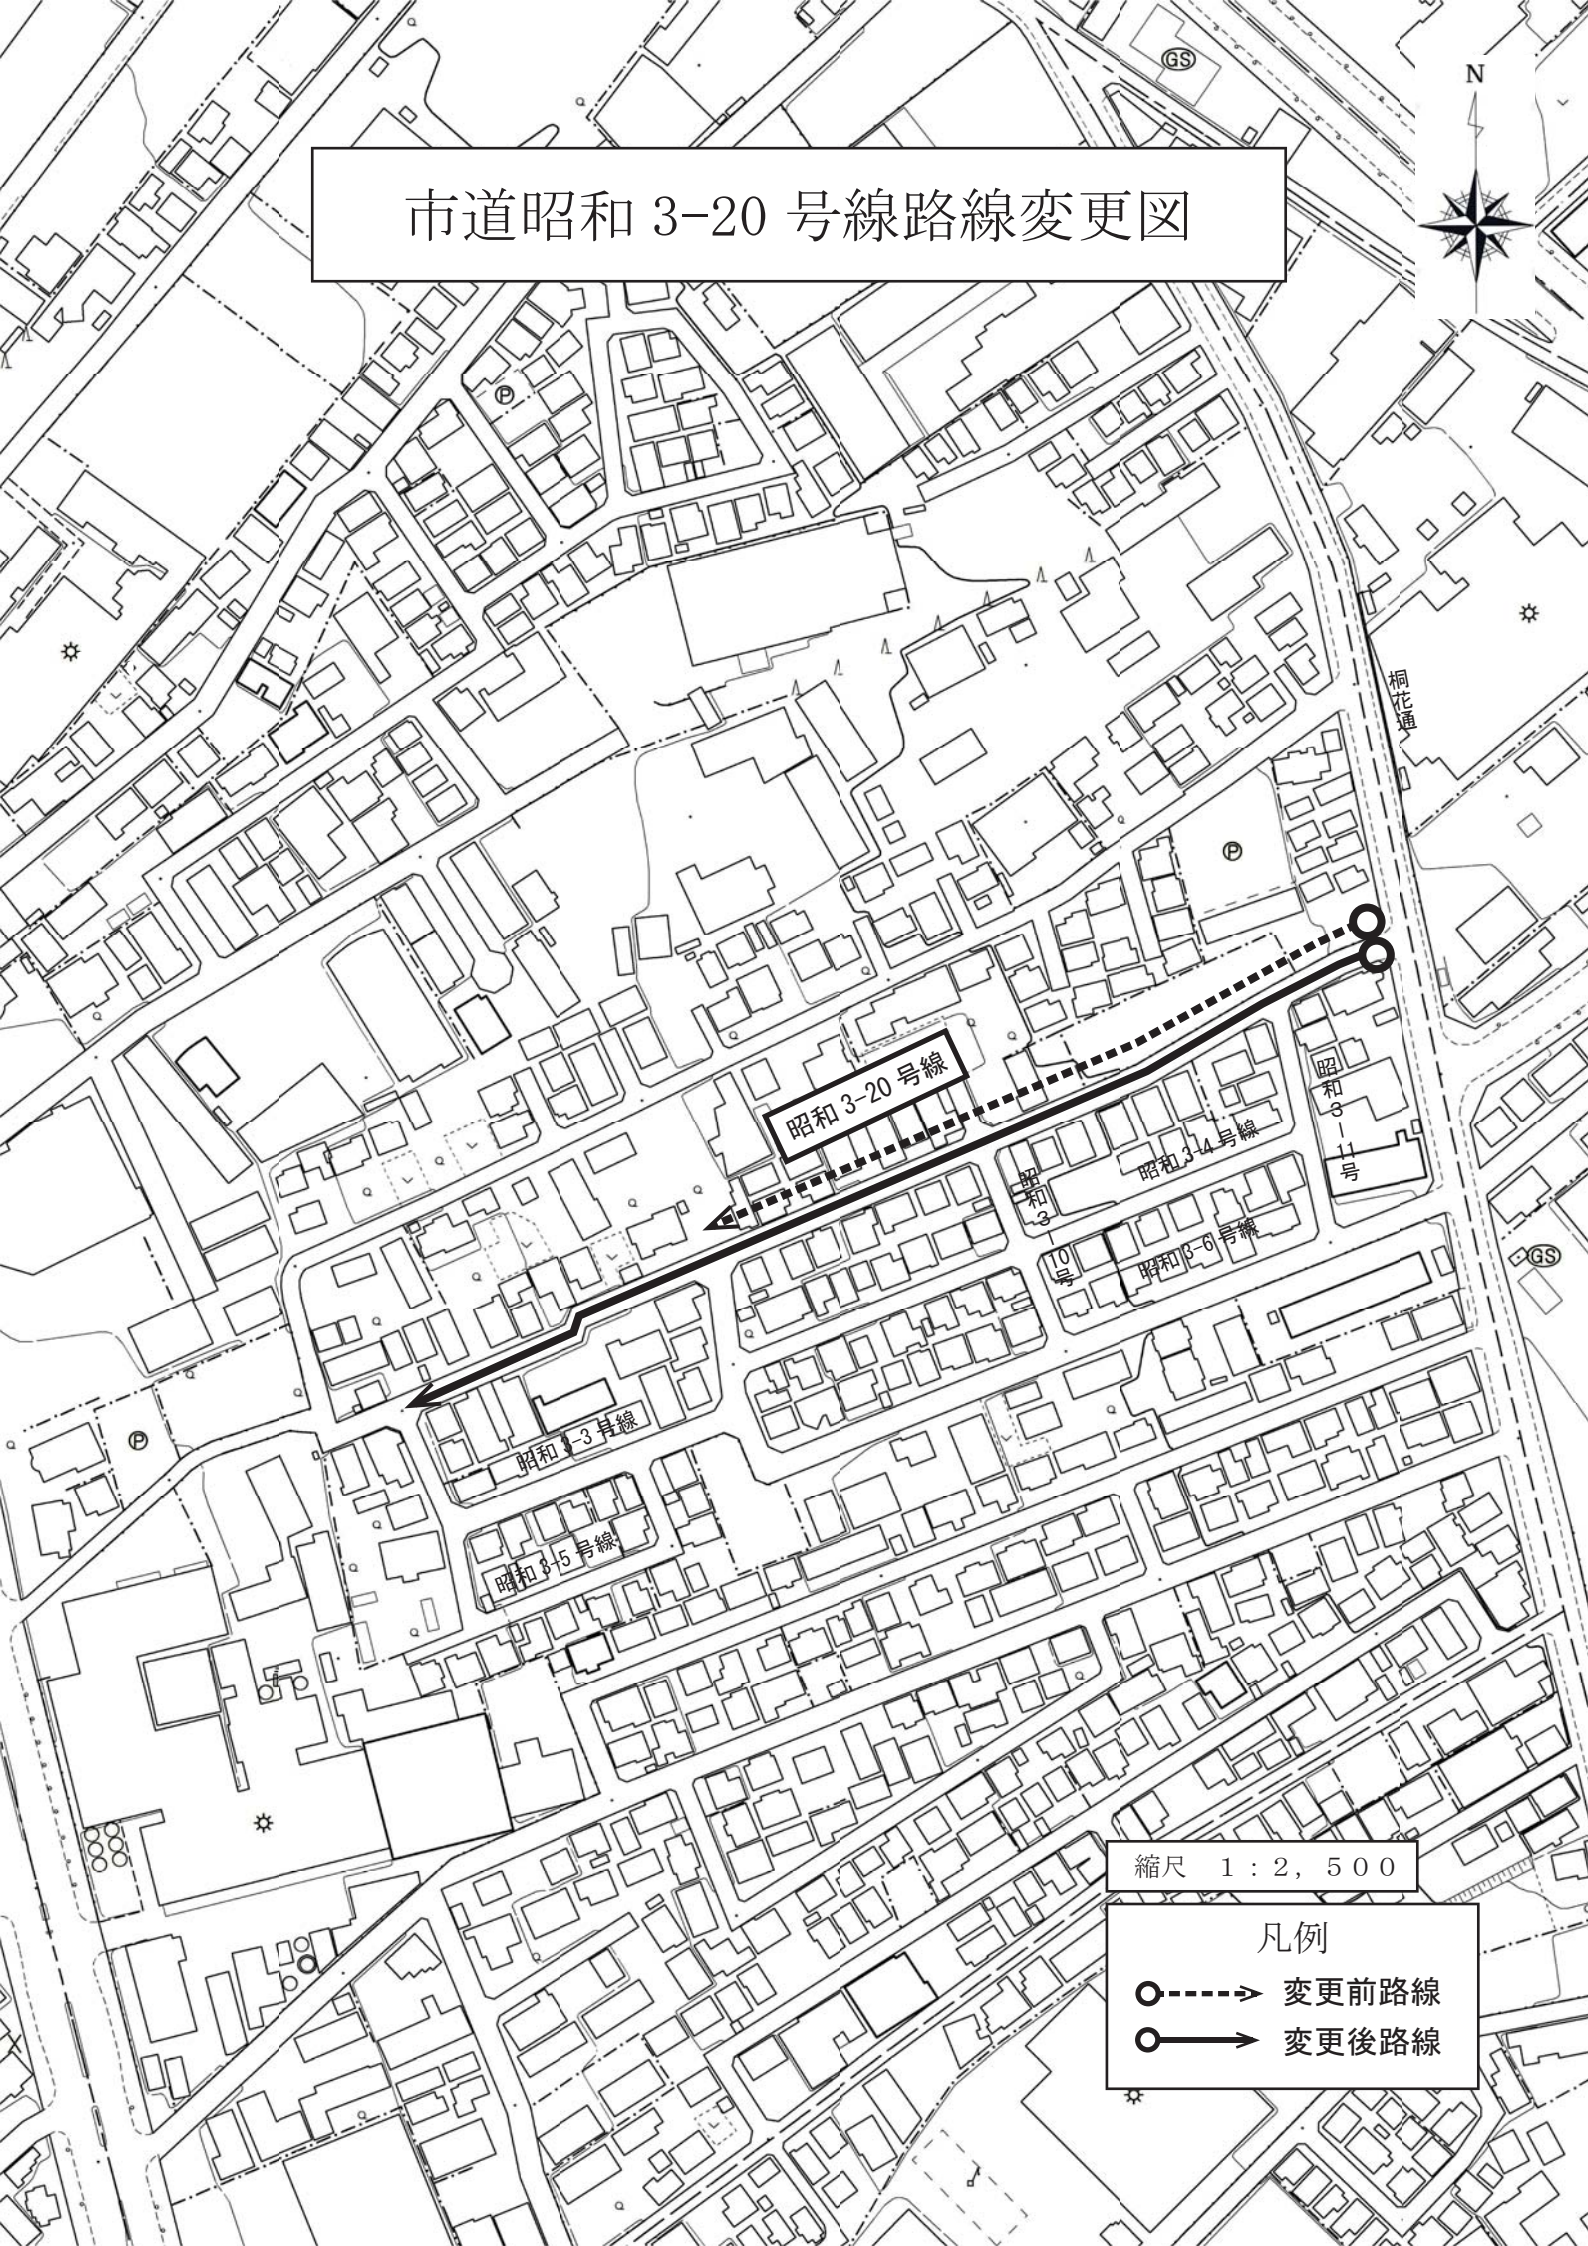 GS
N
市道昭和 3-20 号線路線変更図
P
桐花通
P
昭和 3-20 号線
昭和3-11号
昭和 3-4 号線
昭和3-10号
昭和 3-6 号線
GS
昭和 3-3 号線
P
昭和 3-5 号線
縮尺 1:2,500
凡例
変更前路線
変更後路線